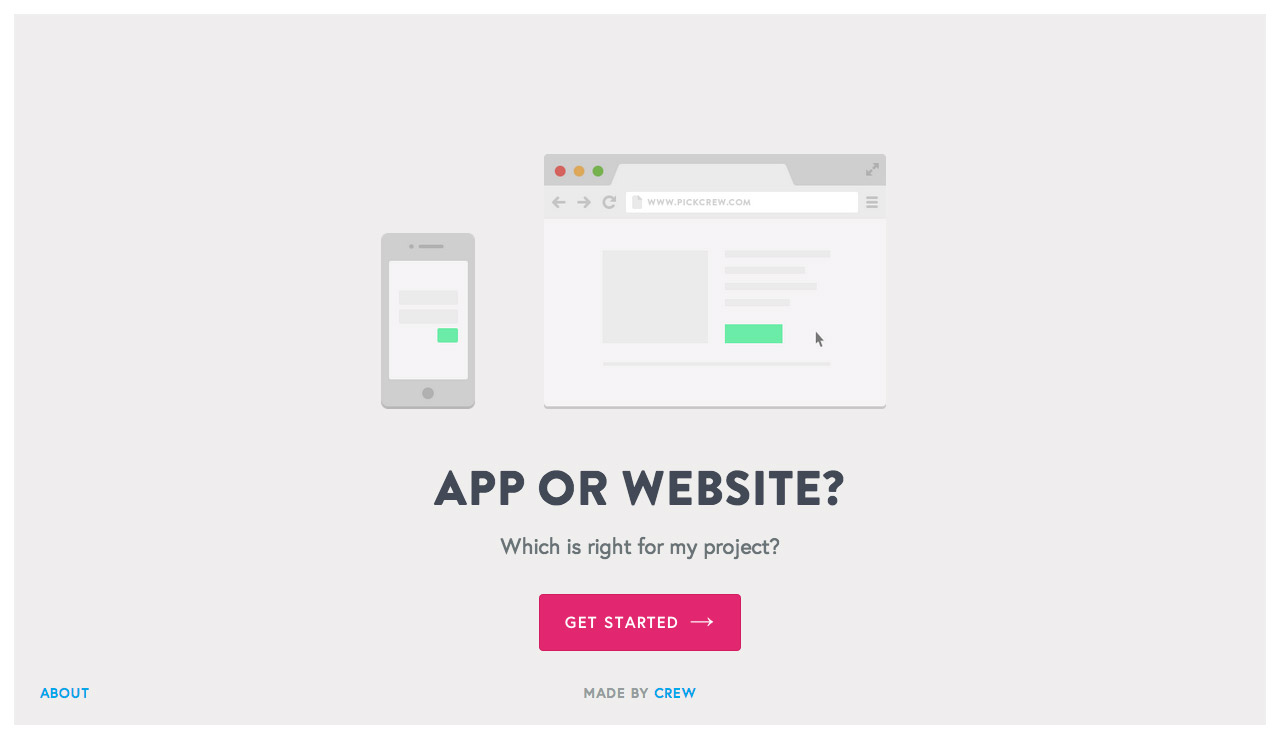 WWW.PICKCREW.COM
APP OR WEBSITE?
Which is right for my project?
GET STARTED →
ABOUT
MADE BY CREW